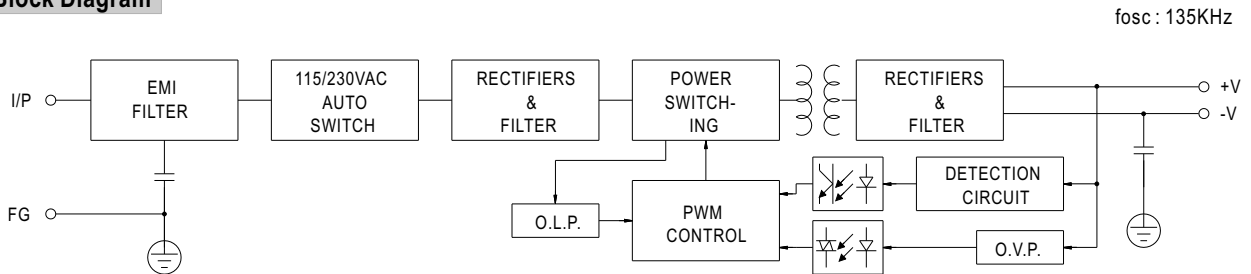 Block Diagram
fosc : 135KHz
I/P
EMI
FILTER
115/230VAC
AUTO
SWITCH
RECTIFIERS
&
FILTER
POWER
SWITCH-
ING
RECTIFIERS
&
FILTER
+V
-V
FG
O.L.P.
PWM
CONTROL
DETECTION
CIRCUIT
O.V.P.